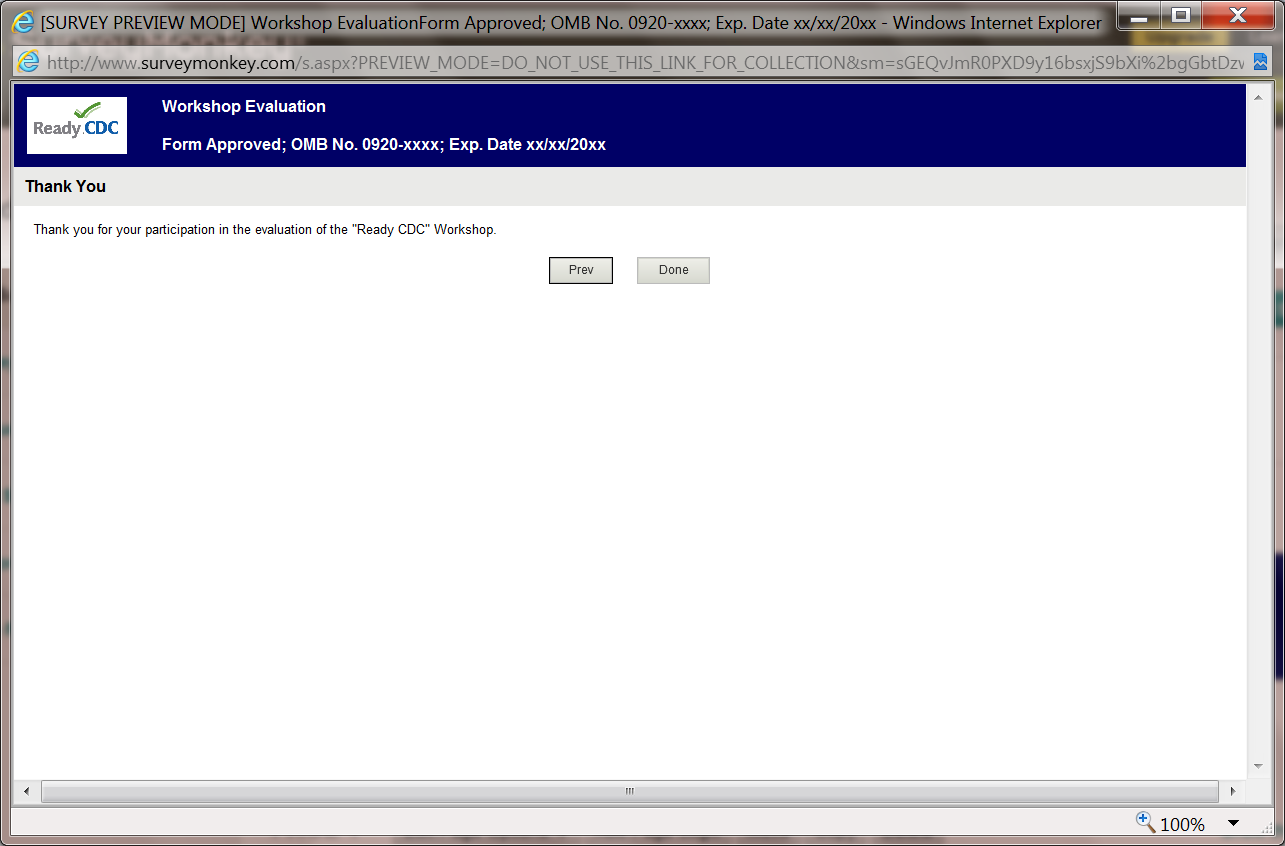 [SURVEY PREVIEW MODE] Workshop EvaluationForm Approved; OMB No. 0920-xxxx; Exp. Date xx/xx/20xx - Windows Internet Explorer
http://www.surveymonkey.com/s.aspx?PREVIEW_MODE=DO_NOT_USE_THIS_LINK_FOR_COLLECTION&sm=sGEQvJmR0PXD9y16bsxjS9bXi%2bgGbtDzv
Ready CDC
Workshop Evaluation
Form Approved; OMB No. 0920-xxxx; Exp. Date xx/xx/20xx
Thank You
Thank you for your participation in the evaluation of the "Ready CDC" Workshop.
Prev Done
100%